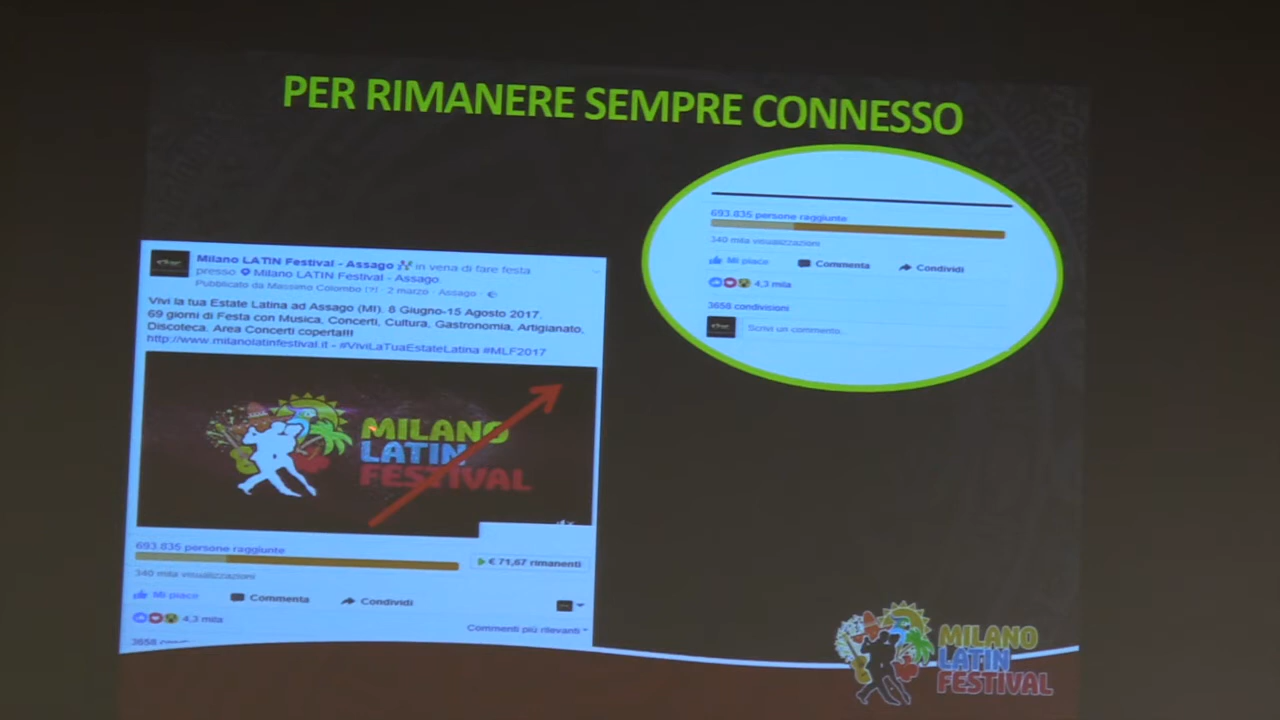 PER RIMANERE SEMPRE CONNESSO
Milano LATIN Festival - Assago in vena di fare festa
presso Milano LATIN Festival - Assago.
Pubblicato da Massimo Colombo [?] · 2 marzo · Assago ·
Vivi la tua Estate Latina ad Assago (MI). 8 Giugno-15 Agosto 2017.
69 giorni di Festa con Musica, Concerti, Cultura, Gastronomia, Artigianato,
Discoteca. Area Concerti coperta!!!
http://www.milanolatinfestival.it - #ViviLaTuaEstateLatina #MLF2017
MILANO
LATIN
FESTIVAL
693.835 persone raggiunte
€ 71,67 rimanenti
340 mila visualizzazioni
Mi piace Commenta Condividi
4,3 mila
Commenti più rilevanti
3658
693.835 persone raggiunte
340 mila visualizzazioni
Mi piace Commenta Condividi
4,3 mila
3658 condivisioni
Scrivi un commento...
MILANO
LATIN
FESTIVAL